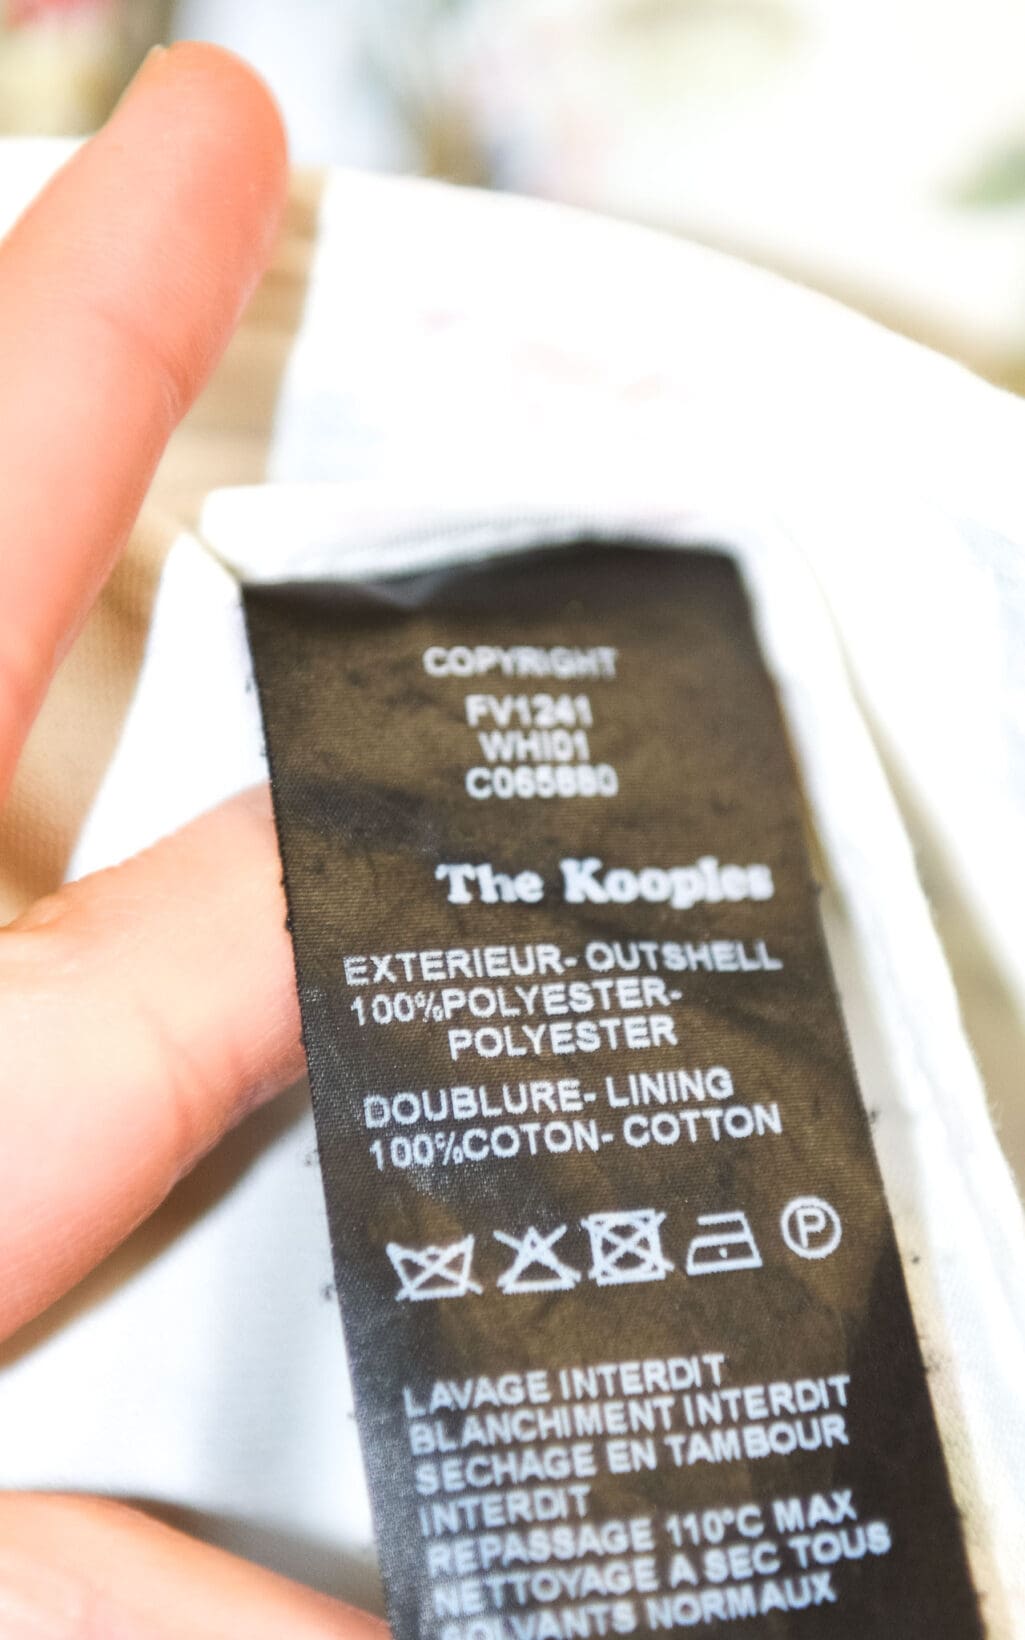 COPYRIGHT
FV1241
WHI01
C065880
The Kooples
EXTERIEUR- OUTSHELL
100%POLYESTER-
POLYESTER
DOUBLURE- LINING
100%COTON- COTTON
P
LAVAGE INTERDIT
BLANCHIMENT INTERDIT
SECHAGE EN TAMBOUR
INTERDIT
REPASSAGE 110°C MAX
NETTOYAGE A SEC TOUS
SOLVANTS NORMAUX